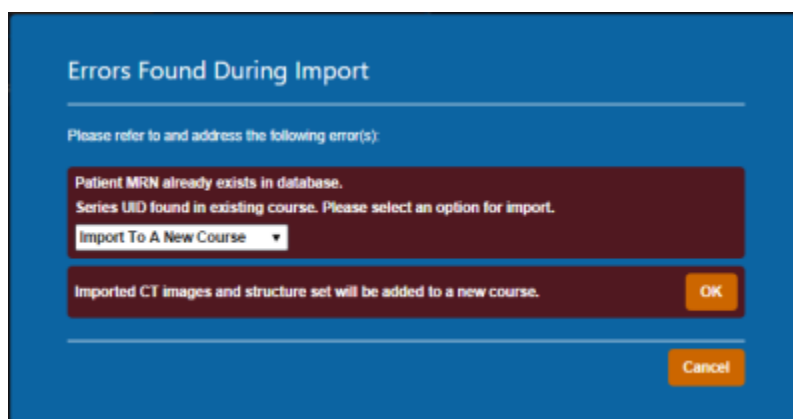 Errors Found During Import
Please refer to and address the following error(s):
Patient MRN already exists in database.
Series UID found in existing course. Please select an option for import.
Import To A New Course
Imported CT images and structure set will be added to a new course.
OK
Cancel